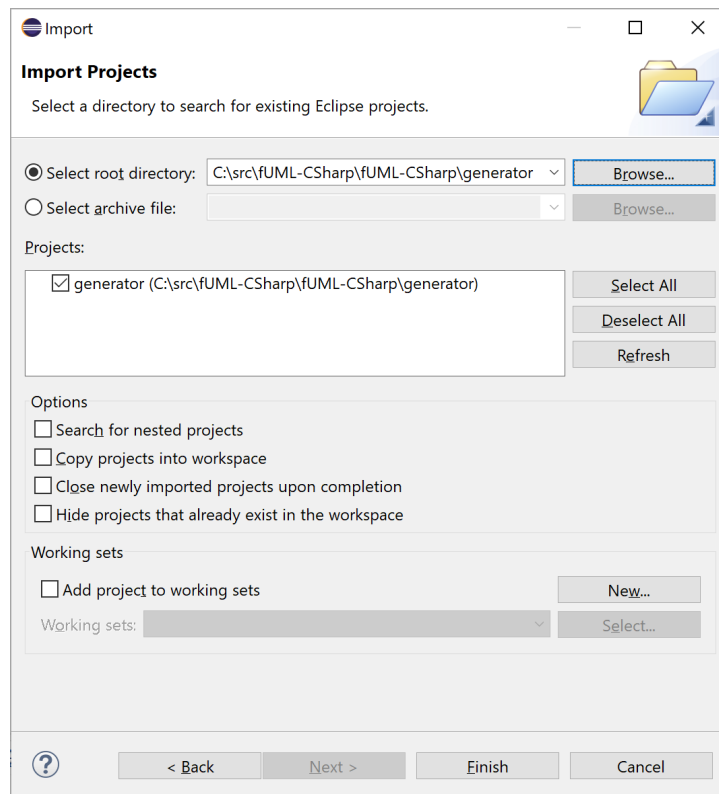 Import
Import Projects
Select a directory to search for existing Eclipse projects.
Select root directory: C:\src\fUML-CSharp\fUML-CSharp\generator Browse...
Select archive file: Browse...
Projects:
generator (C:\src\fUML-CSharp\fUML-CSharp\generator) Select All
Deselect All
Refresh
Options
Search for nested projects
Copy projects into workspace
Close newly imported projects upon completion
Hide projects that already exist in the workspace
Working sets
Add project to working sets New...
Working sets: Select...
? < Back Next > Finish Cancel